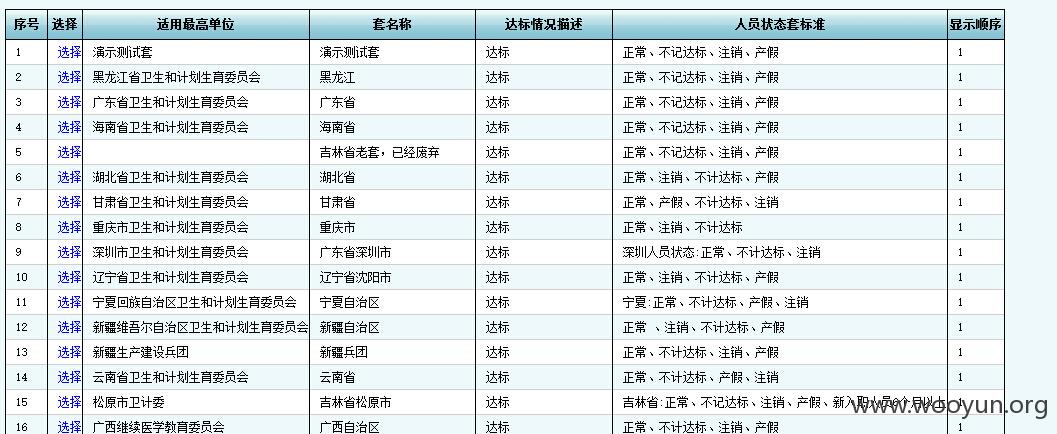 序号 选择 适用最高单位 套名称 达标情况描述 人员状态套标准 显示顺序
1 选择 演示测试套 演示测试套 达标 正常、不记达标、注销、产假 1
2 选择 黑龙江省卫生和计划生育委员会 黑龙江 达标 正常、不记达标、注销、产假 1
3 选择 广东省卫生和计划生育委员会 广东省 达标 正常、不记达标、注销、产假 1
4 选择 海南省卫生和计划生育委员会 海南省 达标 正常、不记达标、注销、产假 1
5 选择 吉林省老套，已经废弃 达标 正常、不记达标、注销、产假 1
6 选择 湖北省卫生和计划生育委员会 湖北省 达标 正常、注销、不计达标、产假 1
7 选择 甘肃省卫生和计划生育委员会 甘肃省 达标 正常、产假、不计达标、注销 1
8 选择 重庆市卫生和计划生育委员会 重庆市 达标 正常、注销、不计达标 1
9 选择 深圳市卫生和计划生育委员会 广东省深圳市 达标 深圳人员状态:正常、不计达标、注销 1
10 选择 辽宁省卫生和计划生育委员会 辽宁省沈阳市 达标 正常、注销、不计达标、产假 1
11 选择 宁夏回族自治区卫生和计划生育委员会 宁夏自治区 达标 宁夏:正常、不计达标、产假、注销 1
12 选择 新疆维吾尔自治区卫生和计划生育委员会 新疆自治区 达标 正常 、注销、不计达标、产假 1
13 选择 新疆生产建设兵团 新疆兵团 达标 正常、不计达标、注销、产假 1
14 选择 云南省卫生和计划生育委员会 云南省 达标 正常、不计达标、产假、注销 1
15 选择 松原市卫计委 吉林省松原市 达标 吉林省:正常、不记达标、注销、产假、新入职人员6个月以上 1
www.wooyun.org
16 选择 广西继续医学教育委员会 广西自治区 达标 正常、不计达标、注销、产假 1